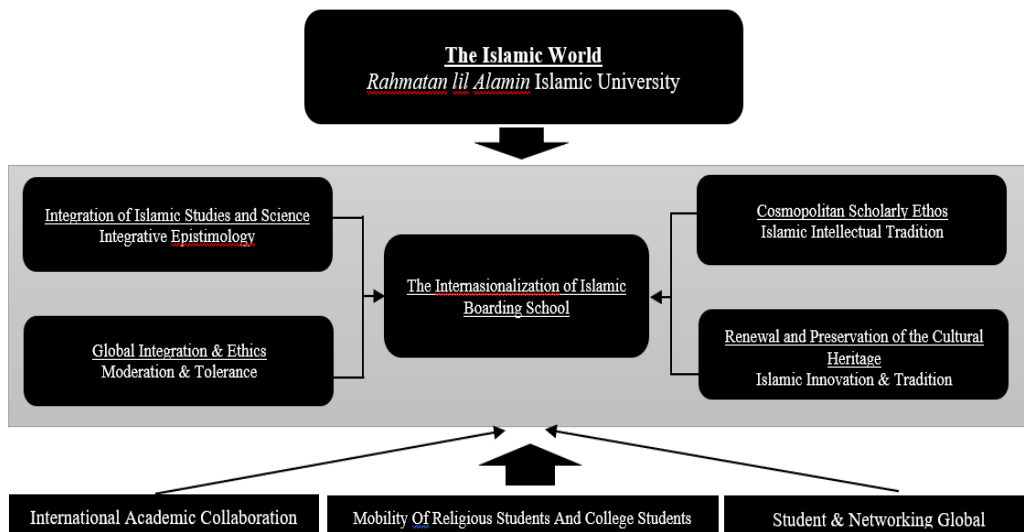 The Islamic World
Rahmatan lil Alamin Islamic University
Integration of Islamic Studies and Science
Integrative Epistimology
Global Integration & Ethics
Moderation & Tolerance
The Internasionalization of Islamic
Boarding School
Cosmopolitan Scholarly Ethos
Islamic Intellectual Tradition
Renewal and Preservation of the Cultural
Heritage
Islamic Innovation & Tradition
International Academic Collaboration
Mobility Of Religious Students And College Students
Student & Networking Global